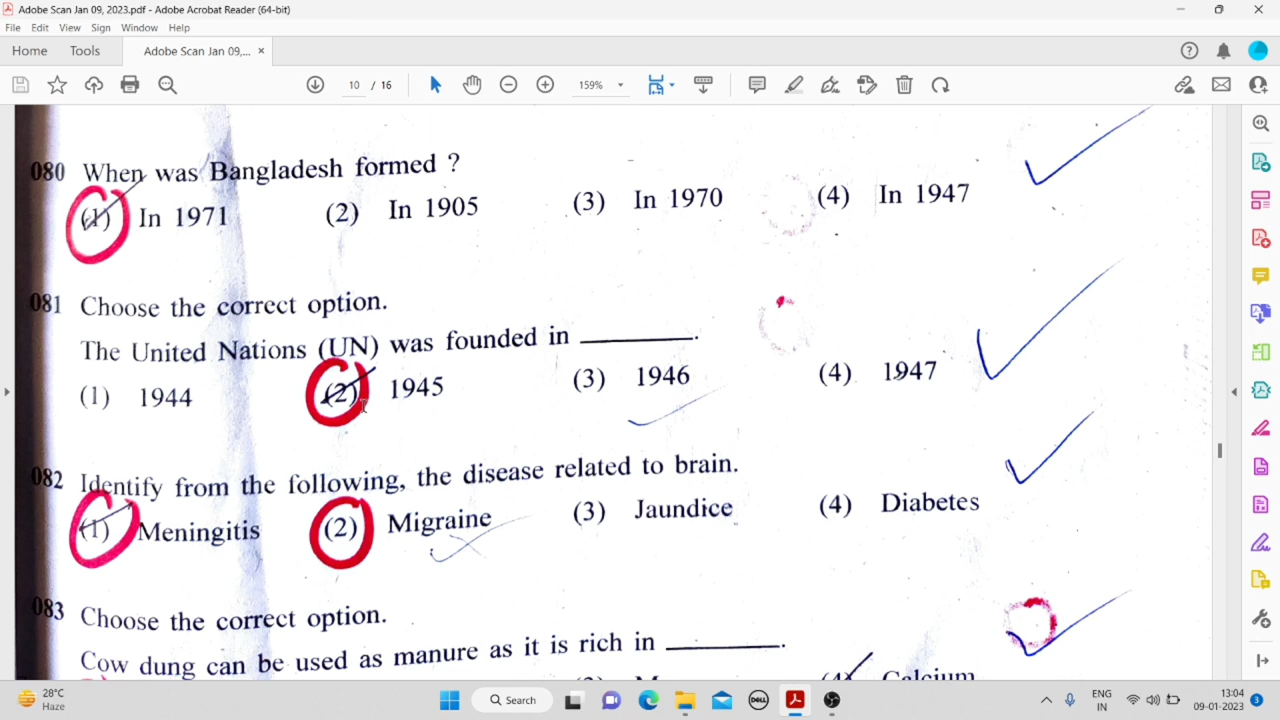 Adobe Scan Jan 09, 2023.pdf - Adobe Acrobat Reader (64-bit)
File Edit View Sign Window Help
Home Tools Adobe Scan Jan 09,... ×
10 / 16 159%
080 When was Bangladesh formed ?
(1) In 1971 (2) In 1905 (3) In 1970 (4) In 1947
081 Choose the correct option.
The United Nations (UN) was founded in ________.
(1) 1944 (2) 1945 (3) 1946 (4) 1947
082 Identify from the following, the disease related to brain.
(1) Meningitis (2) Migraine (3) Jaundice (4) Diabetes
083 Choose the correct option.
Cow dung can be used as manure as it is rich in ________.
(4) Calcium
28°C
Haze
Search
DELL
ENG
IN
13:04
09-01-2023
3